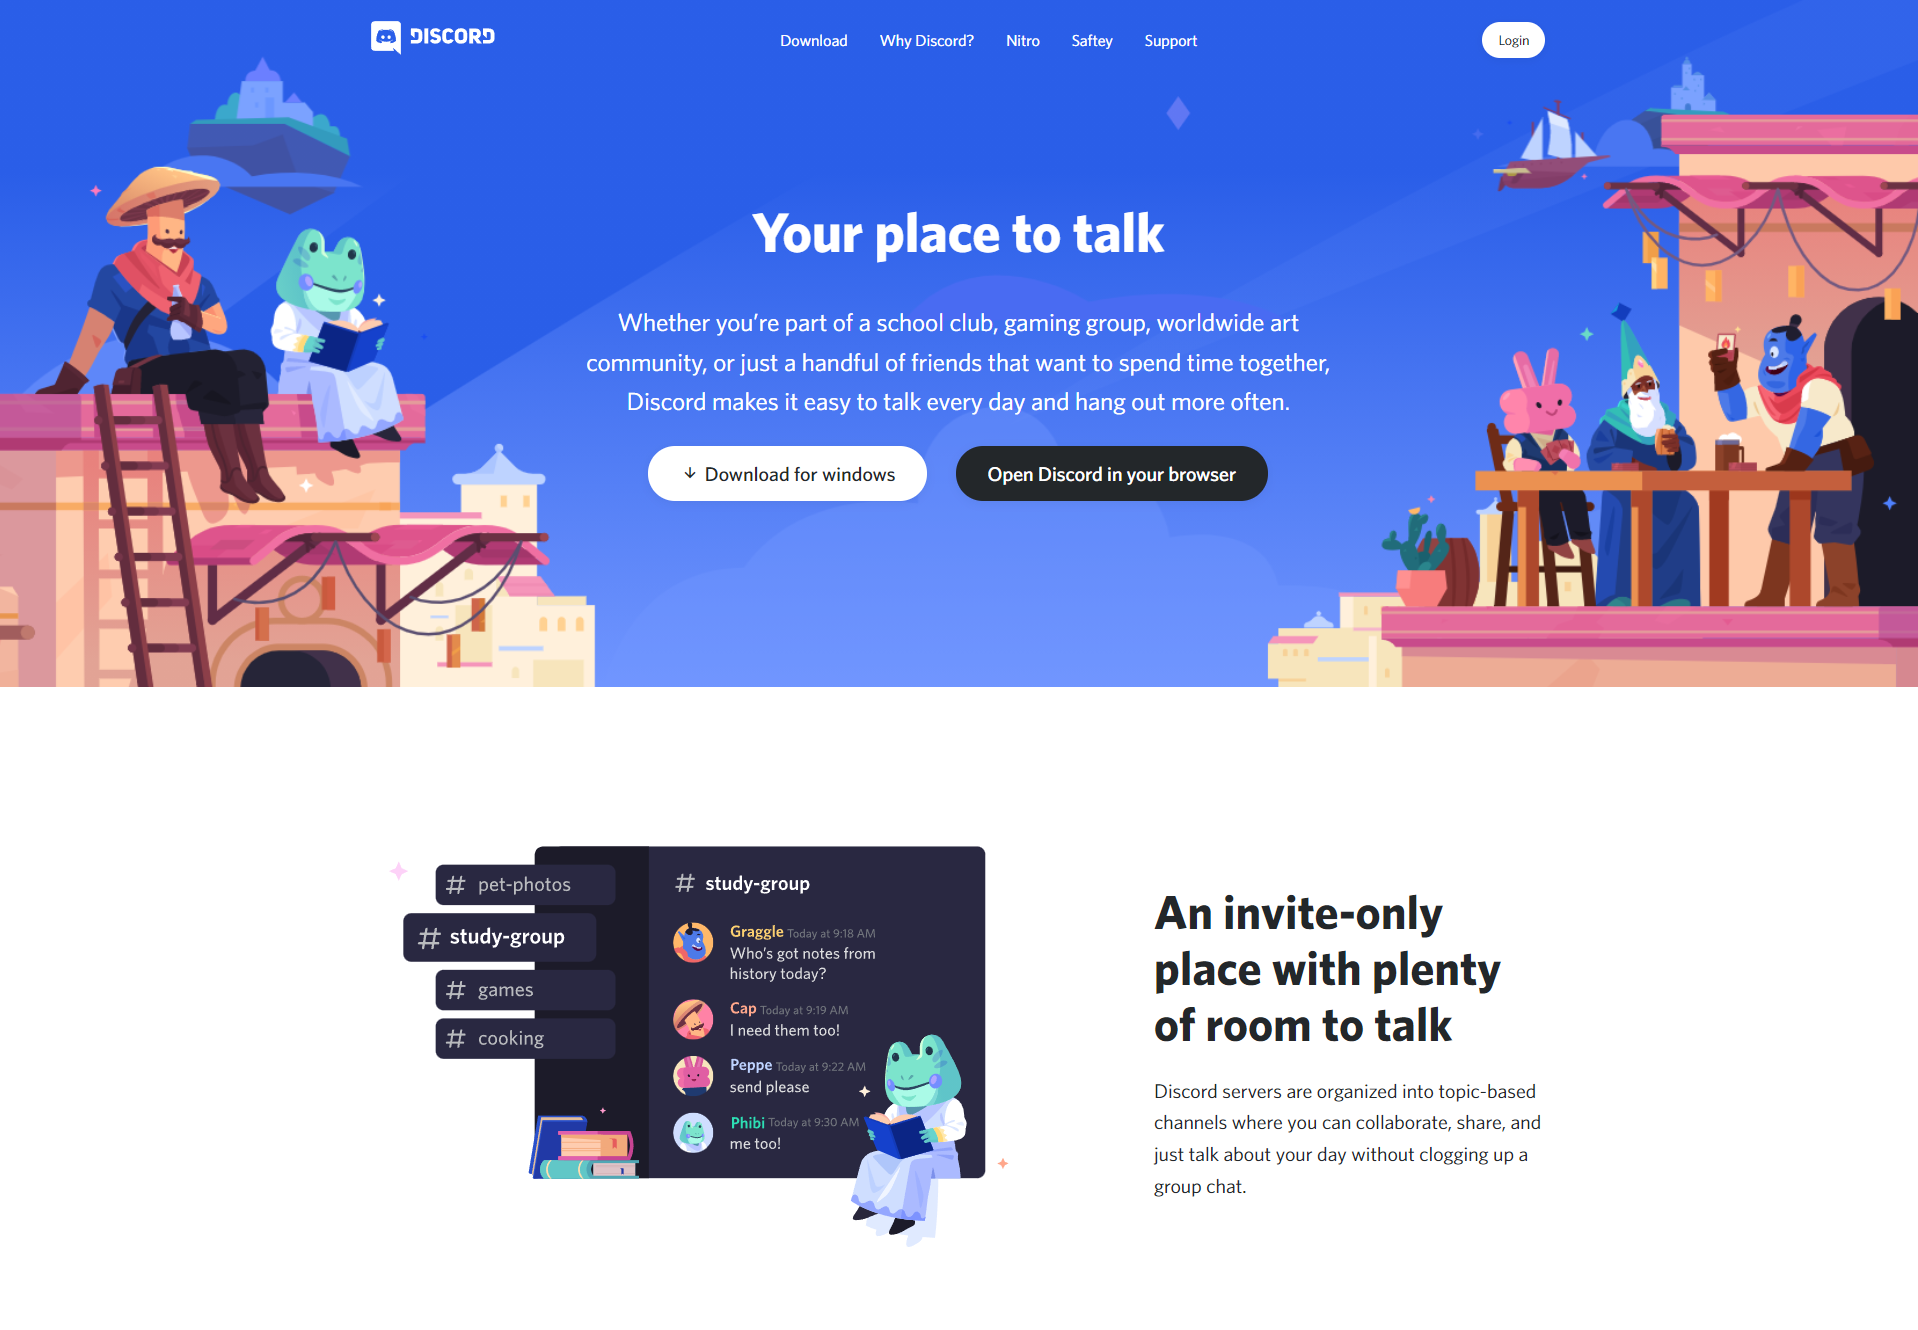 DISCORD
Download Why Discord? Nitro Saftey Support
Login
Your place to talk
Whether you’re part of a school club, gaming group, worldwide art
community, or just a handful of friends that want to spend time together,
Discord makes it easy to talk every day and hang out more often.
Download for windows
Open Discord in your browser
# pet-photos
# study-group
# games
# cooking
# study-group
Graggle Today at 9:18 AM
Who’s got notes from
history today?
Cap Today at 9:19 AM
I need them too!
Peppe Today at 9:22 AM
send please
Phibi Today at 9:30 AM
me too!
An invite-only
place with plenty
of room to talk
Discord servers are organized into topic-based
channels where you can collaborate, share, and
just talk about your day without clogging up a
group chat.